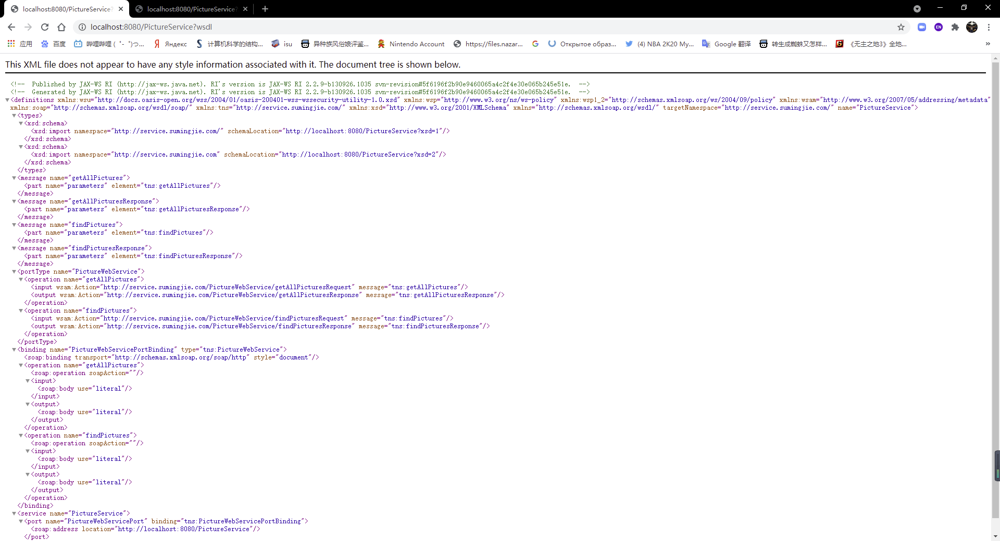 localhost:8080/PictureService?
localhost:8080/PictureService?
localhost:8080/PictureService?wsdl
EN
应用
百度
哔哩哔哩 ( ゜- ゜)つ...
Яндекс
计算机科学的结构...
isu
异种族风俗娘评鉴...
Nintendo Account
https://files.nazar...
Открытое образ...
(4) NBA 2K20 My...
Google 翻译
转生成蜘蛛又怎样...
《无主之地3》全地...
»
This XML file does not appear to have any style information associated with it. The document tree is shown below.
<!-- Published by JAX-WS RI (http://jax-ws.java.net). RI's version is JAX-WS RI 2.2.9-b130926.1035 svn-revision#5f6196f2b90e9460065a4c2f4e30e065b245e51e. -->
<!-- Generated by JAX-WS RI (http://jax-ws.java.net). RI's version is JAX-WS RI 2.2.9-b130926.1035 svn-revision#5f6196f2b90e9460065a4c2f4e30e065b245e51e. -->
<definitions xmlns:wsu="http://docs.oasis-open.org/wss/2004/01/oasis-200401-wss-wssecurity-utility-1.0.xsd" xmlns:wsp="http://www.w3.org/ns/ws-policy" xmlns:wsp1_2="http://schemas.xmlsoap.org/ws/2004/09/policy" xmlns:wsam="http://www.w3.org/2007/05/addressing/metadata"
xmlns:soap="http://schemas.xmlsoap.org/wsdl/soap/" xmlns:tns="http://service.sumingjie.com/" xmlns:xsd="http://www.w3.org/2001/XMLSchema" xmlns="http://schemas.xmlsoap.org/wsdl/" targetNamespace="http://service.sumingjie.com/" name="PictureService">
<types>
<xsd:schema>
<xsd:import namespace="http://service.sumingjie.com/" schemaLocation="http://localhost:8080/PictureService?xsd=1"/>
</xsd:schema>
<xsd:schema>
<xsd:import namespace="http://service.sumingjie.com" schemaLocation="http://localhost:8080/PictureService?xsd=2"/>
</xsd:schema>
</types>
<message name="getAllPictures">
<part name="parameters" element="tns:getAllPictures"/>
</message>
<message name="getAllPicturesResponse">
<part name="parameters" element="tns:getAllPicturesResponse"/>
</message>
<message name="findPictures">
<part name="parameters" element="tns:findPictures"/>
</message>
<message name="findPicturesResponse">
<part name="parameters" element="tns:findPicturesResponse"/>
</message>
<portType name="PictureWebService">
<operation name="getAllPictures">
<input wsam:Action="http://service.sumingjie.com/PictureWebService/getAllPicturesRequest" message="tns:getAllPictures"/>
<output wsam:Action="http://service.sumingjie.com/PictureWebService/getAllPicturesResponse" message="tns:getAllPicturesResponse"/>
</operation>
<operation name="findPictures">
<input wsam:Action="http://service.sumingjie.com/PictureWebService/findPicturesRequest" message="tns:findPictures"/>
<output wsam:Action="http://service.sumingjie.com/PictureWebService/findPicturesResponse" message="tns:findPicturesResponse"/>
</operation>
</portType>
<binding name="PictureWebServicePortBinding" type="tns:PictureWebService">
<soap:binding transport="http://schemas.xmlsoap.org/soap/http" style="document"/>
<operation name="getAllPictures">
<soap:operation soapAction=""/>
<input>
<soap:body use="literal"/>
</input>
<output>
<soap:body use="literal"/>
</output>
</operation>
<operation name="findPictures">
<soap:operation soapAction=""/>
<input>
<soap:body use="literal"/>
</input>
<output>
<soap:body use="literal"/>
</output>
</operation>
</binding>
<service name="PictureService">
<port name="PictureWebServicePort" binding="tns:PictureWebServicePortBinding">
<soap:address location="http://localhost:8080/PictureService"/>
</port>